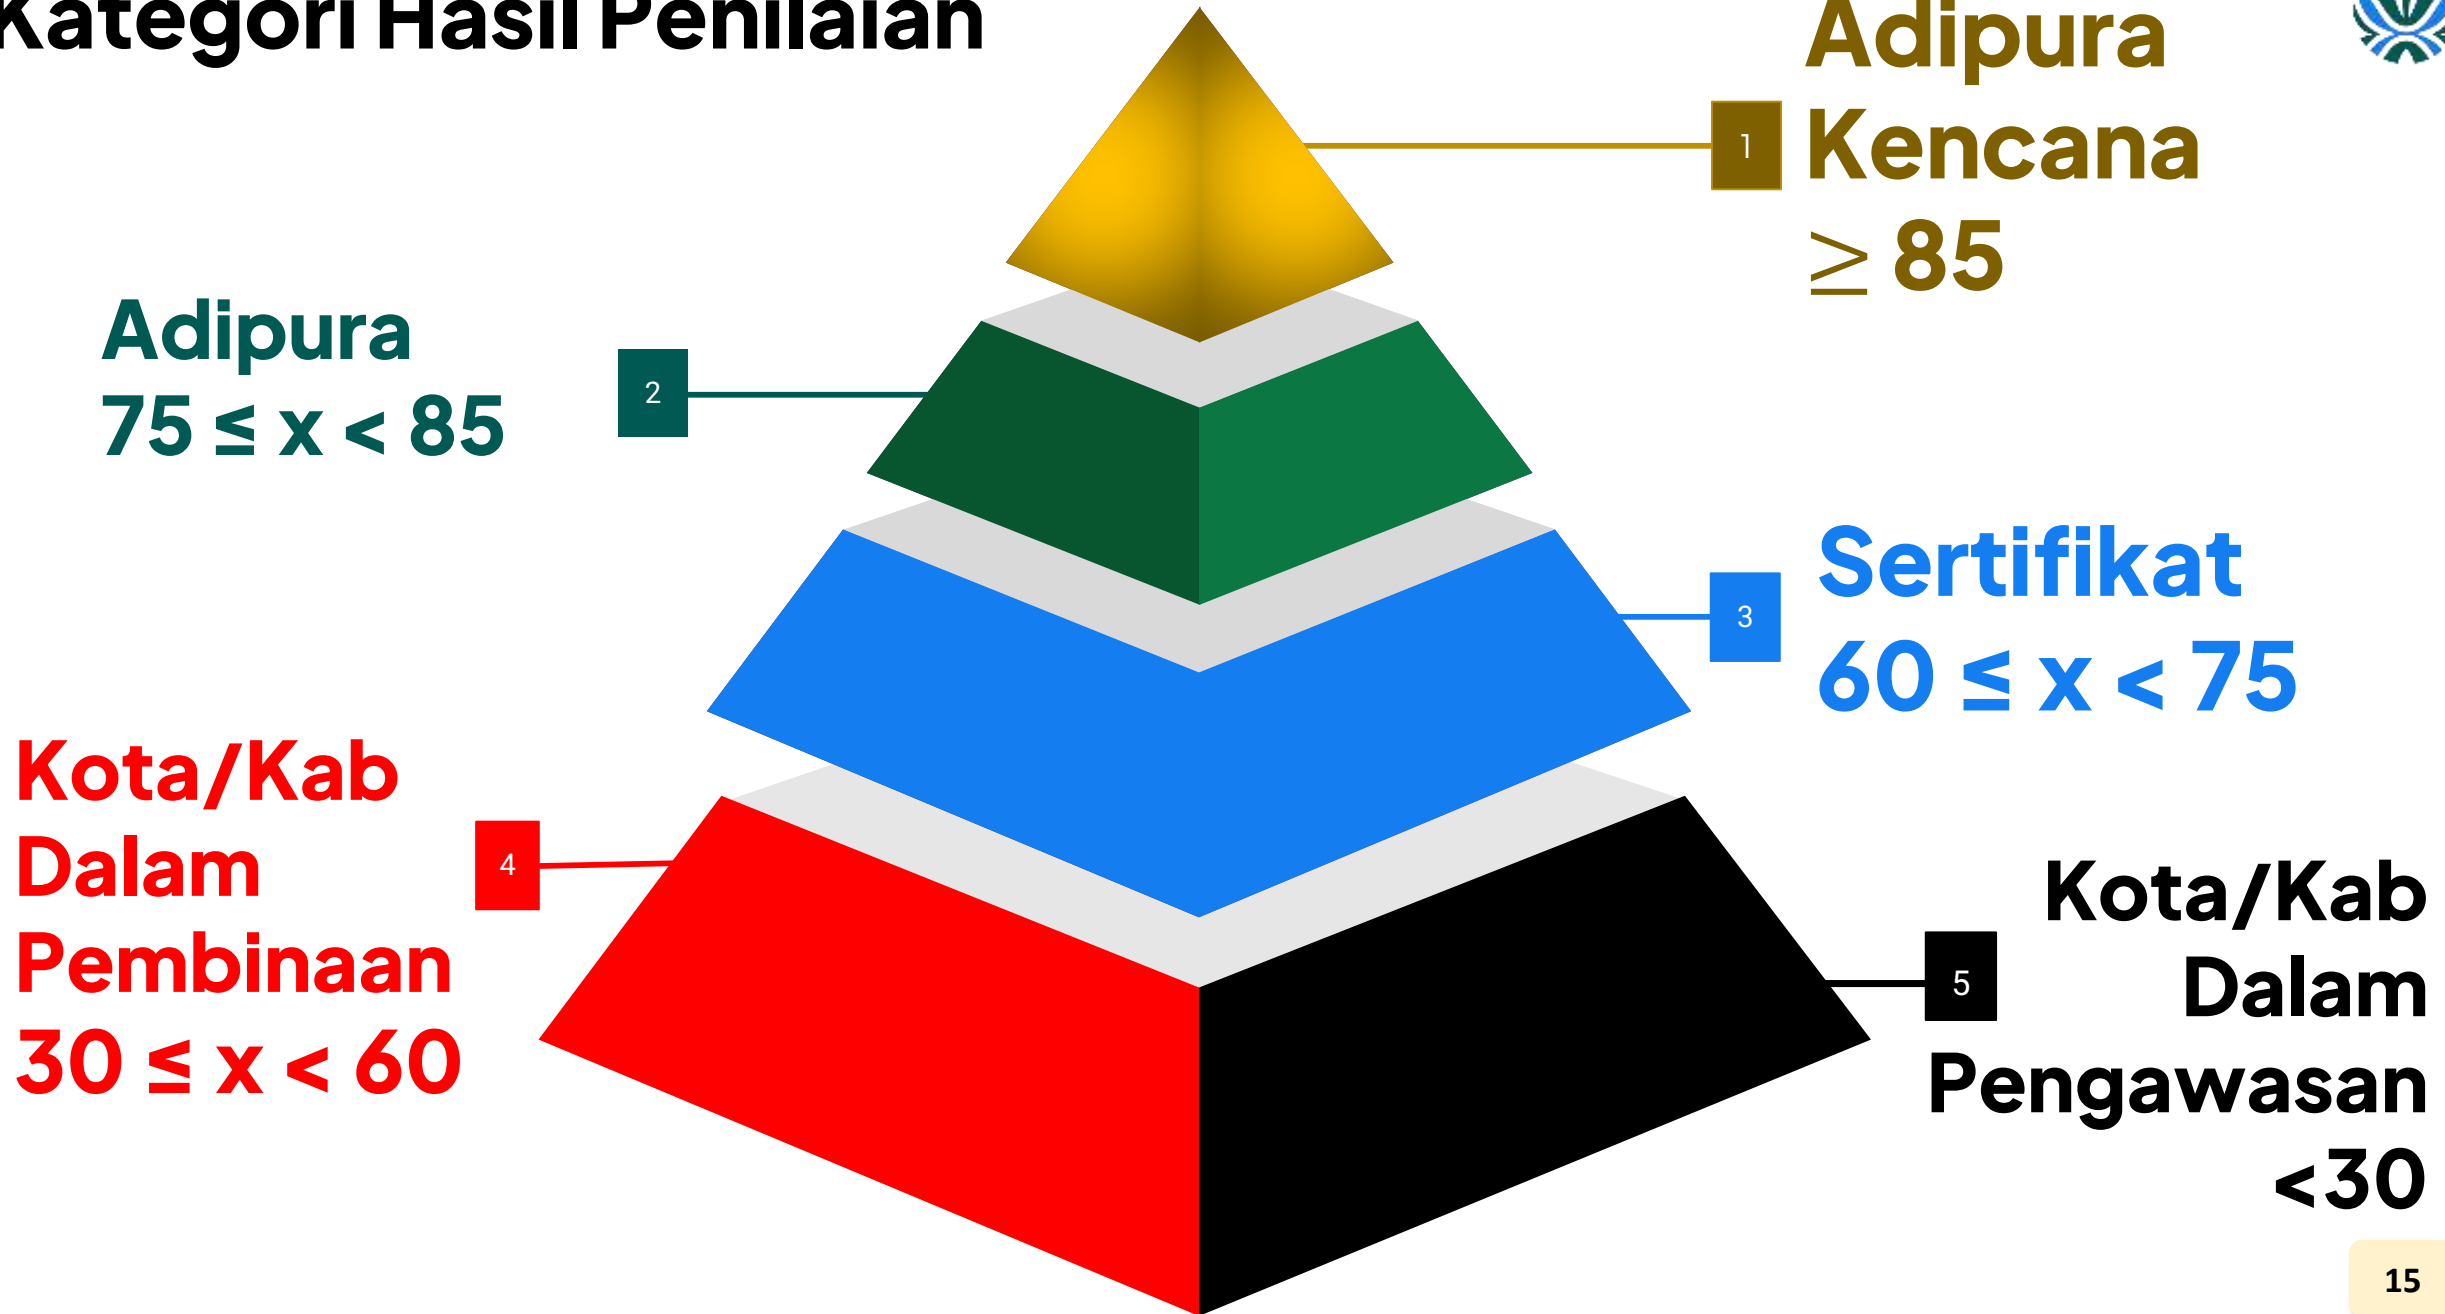 Kategori Hasil Penilaian
1
Adipura
Kencana
≥ 85
2
Adipura
75 ≤ x < 85
3
Sertifikat
60 ≤ x < 75
4
Kota/Kab
Dalam
Pembinaan
30 ≤ x < 60
5
Kota/Kab
Dalam
Pengawasan
<30
15